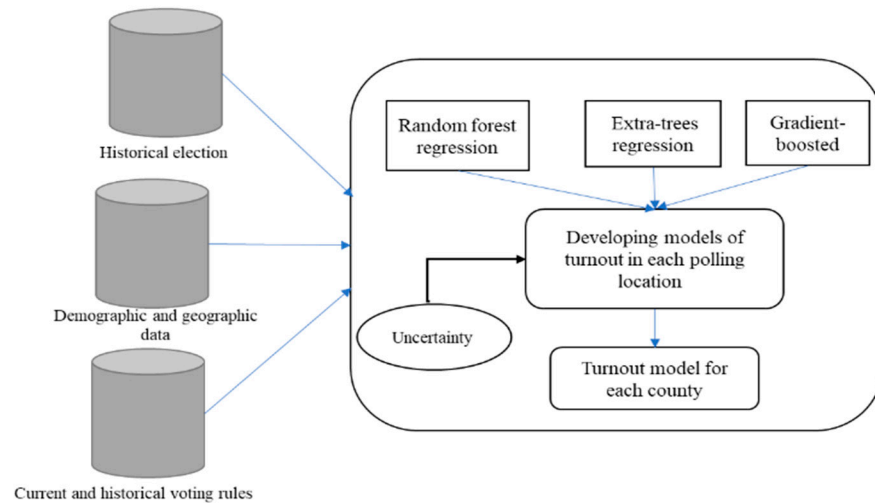 Historical election
Demographic and geographic
data
Current and historical voting rules
Random forest
regression
Extra-trees
regression
Gradient-
boosted
Developing models of
turnout in each polling
location
Uncertainty
Turnout model for
each county